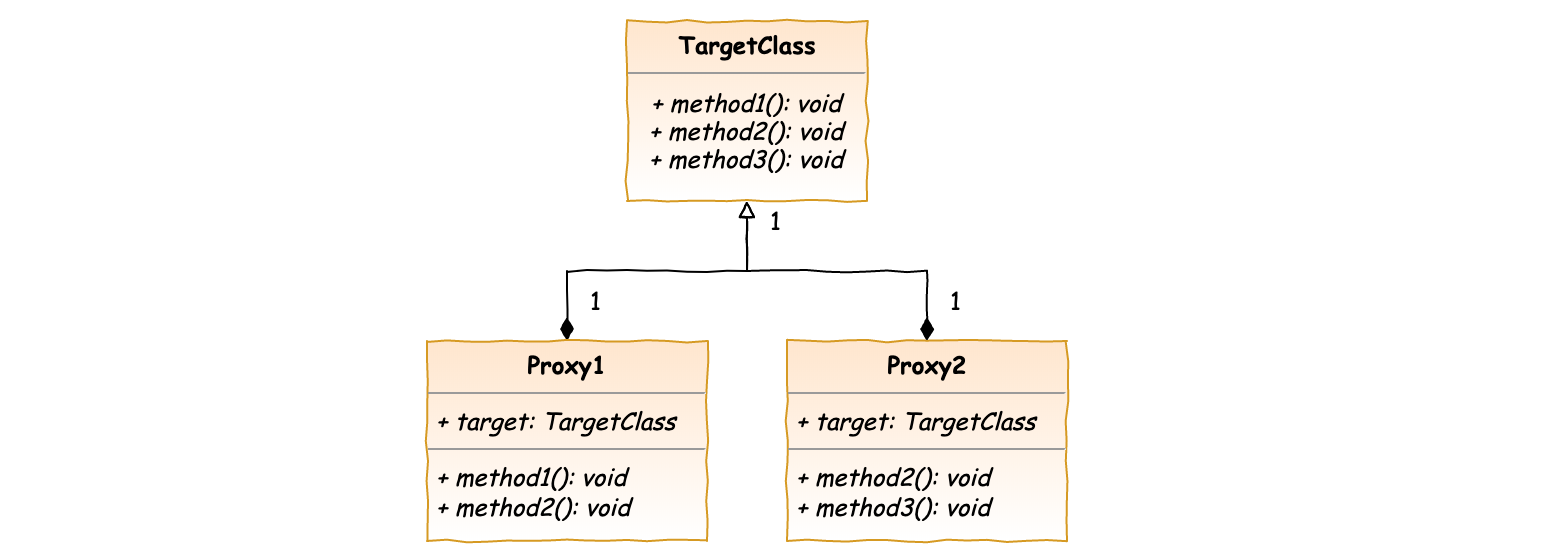 TargetClass
+ method1(): void
+ method2(): void
+ method3(): void
1
1
1
Proxy1
+ target: TargetClass
+ method1(): void
+ method2(): void
Proxy2
+ target: TargetClass
+ method2(): void
+ method3(): void